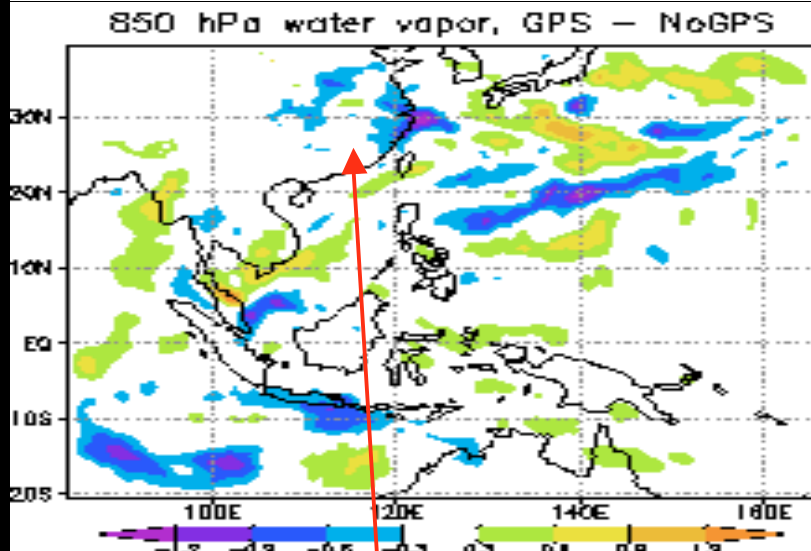 850 hPa water vapor, GPS – NoGPS
30N
20N
10N
EQ
10S
20S
100E 120E 140E 160E